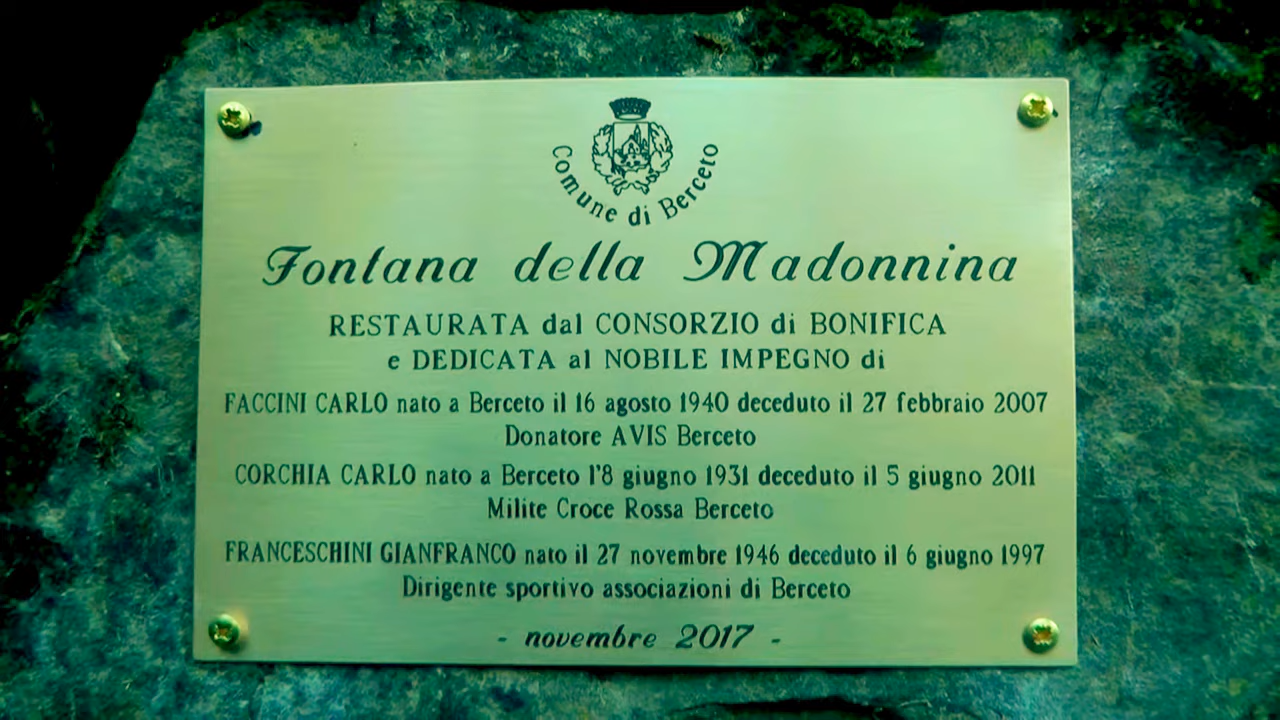 Comune di Berceto
Fontana della Madonnina
RESTAURATA dal CONSORZIO di BONIFICA
e DEDICATA al NOBILE IMPEGNO di
FACCINI CARLO nato a Berceto il 16 agosto 1940 deceduto il 27 febbraio 2007
Donatore AVIS Berceto
CORCHIA CARLO nato a Berceto l'8 giugno 1931 deceduto il 5 giugno 2011
Milite Croce Rossa Berceto
FRANCESCHINI GIANFRANCO nato il 27 novembre 1946 deceduto il 6 giugno 1997
Dirigente sportivo associazioni di Berceto
- novembre 2017 -